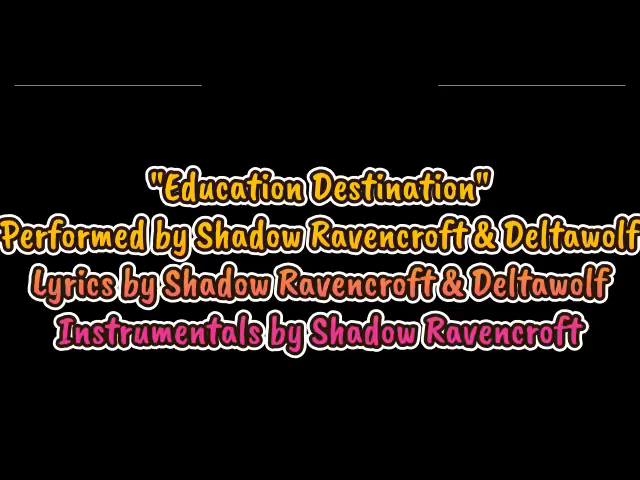 "Education Destination"
Performed by Shadow Ravencroft & Deltawolf
Lyrics by Shadow Ravencroft & Deltawolf
Instrumentals by Shadow Ravencroft